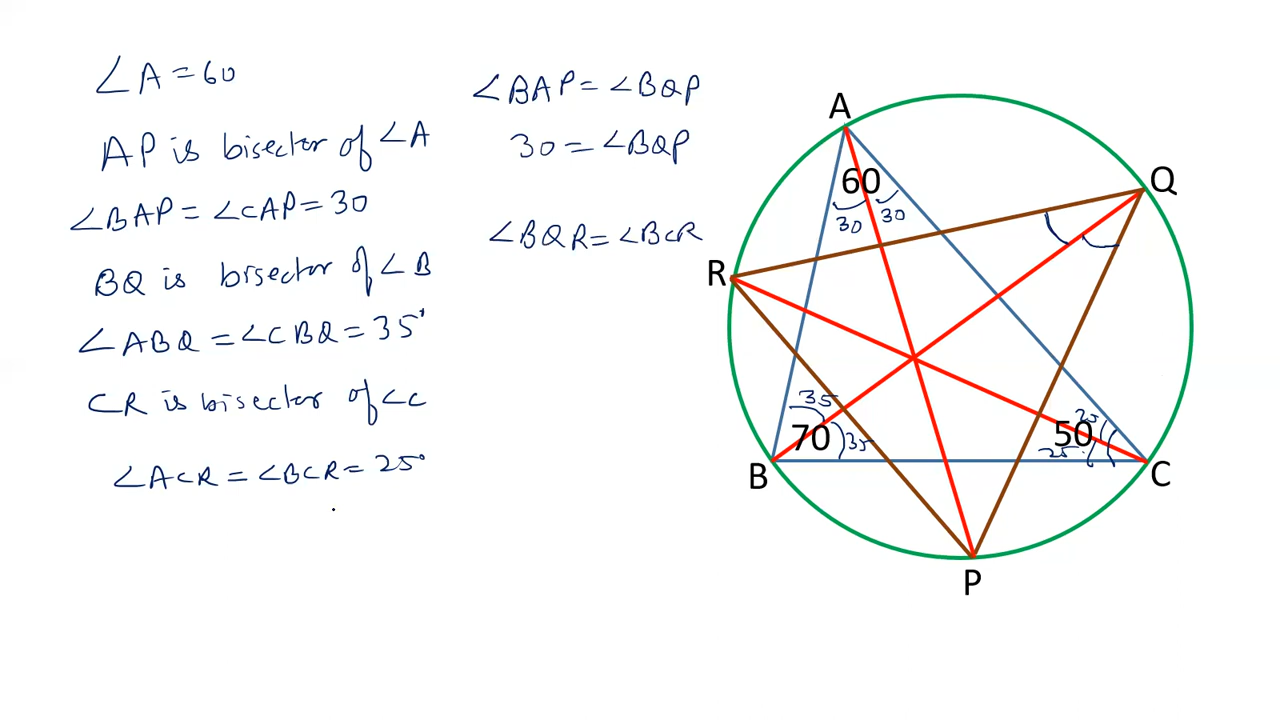 ∠A = 60
AP is bisector of ∠A
∠BAP = ∠CAP = 30
BQ is bisector of ∠B
∠ABQ = ∠CBQ = 35°
CR is bisector of ∠C
∠ACR = ∠BCR = 25°
∠BAP = ∠BQP
30 = ∠BQP
∠BQR = ∠BCR
A
Q
60
30 30
R
35
70 35
25
50
25
B
C
P